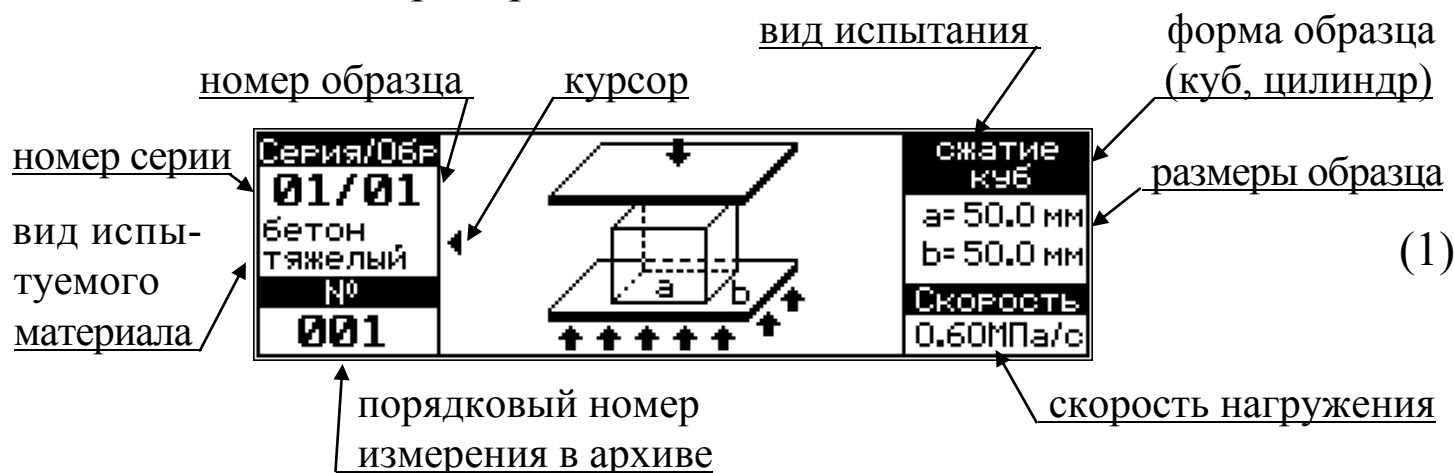 вид испытания
форма образца
(куб, цилиндр)
номер образца
курсор
номер серии
Серия/Обр
01/01
бетон
тяжелый
№
001
a
b
сжатие
куб
a= 50.0 мм
b= 50.0 мм
Скорость
0.60МПа/с
размеры образца
вид испы-
туемого
материала
(1)
порядковый номер
измерения в архиве
скорость нагружения